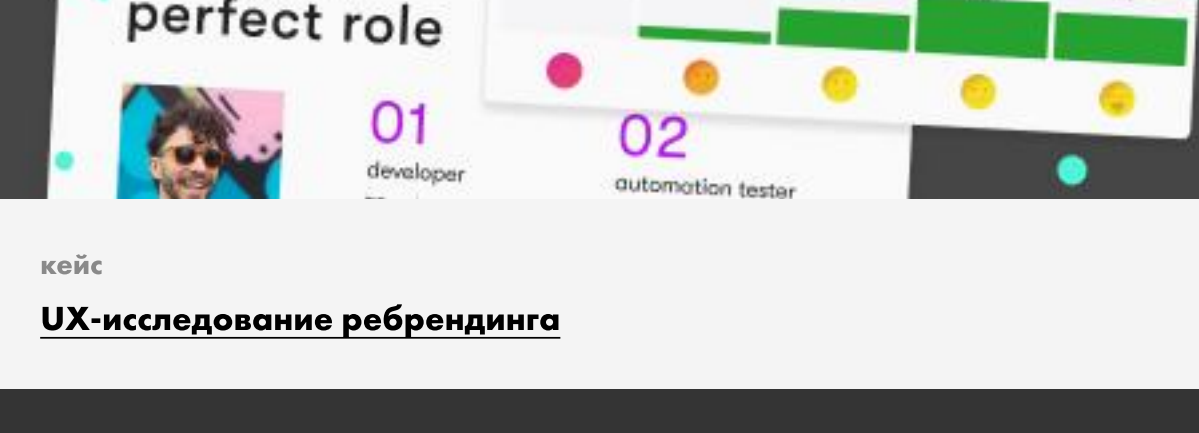 perfect role
01
02
developer
automation tester
кейс
UX-исследование ребрендинга